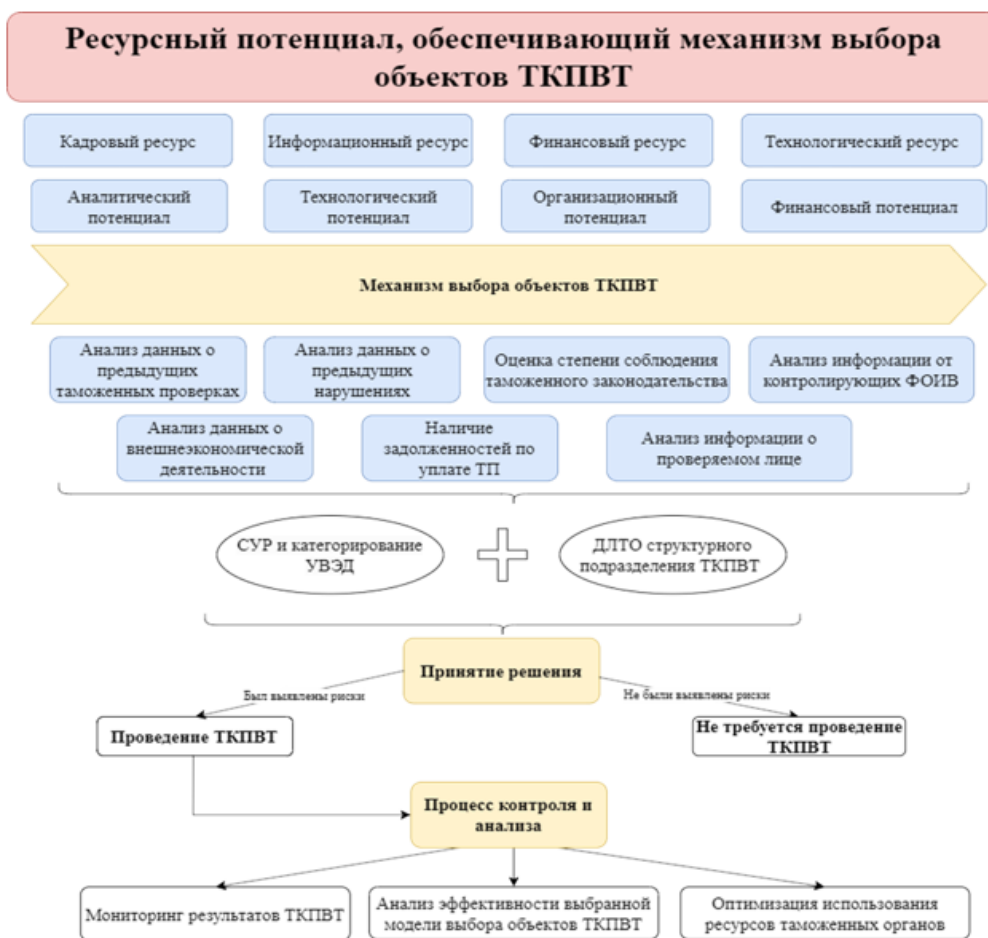 Ресурсный потенциал, обеспечивающий механизм выбора
объектов ТКПВТ
Кадровый ресурс
Информационный ресурс
Финансовый ресурс
Технологический ресурс
Аналитический
потенциал
Технологический
потенциал
Организационный
потенциал
Финансовый потенциал
Механизм выбора объектов ТКПВТ
Анализ данных о
предыдущих
таможенных проверках
Анализ данных о
предыдущих
нарушениях
Оценка степени соблюдения
таможенного законодательства
Анализ информации от
контролирующих ФОИВ
Анализ данных о
внешнеэкономической
деятельности
Наличие
задолженностей по
уплате ТП
Анализ информации о
проверяемом лице
СУР и категорирование
УВЭД
ДЛТО структурного
подразделения ТКПВТ
Принятие решения
Был выявлены риски
Не были выявлены риски
Проведение ТКПВТ
Не требуется проведение
ТКПВТ
Процесс контроля и
анализа
Мониторинг результатов ТКПВТ
Анализ эффективности выбранной
модели выбора объектов ТКПВТ
Оптимизация использования
ресурсов таможенных органов